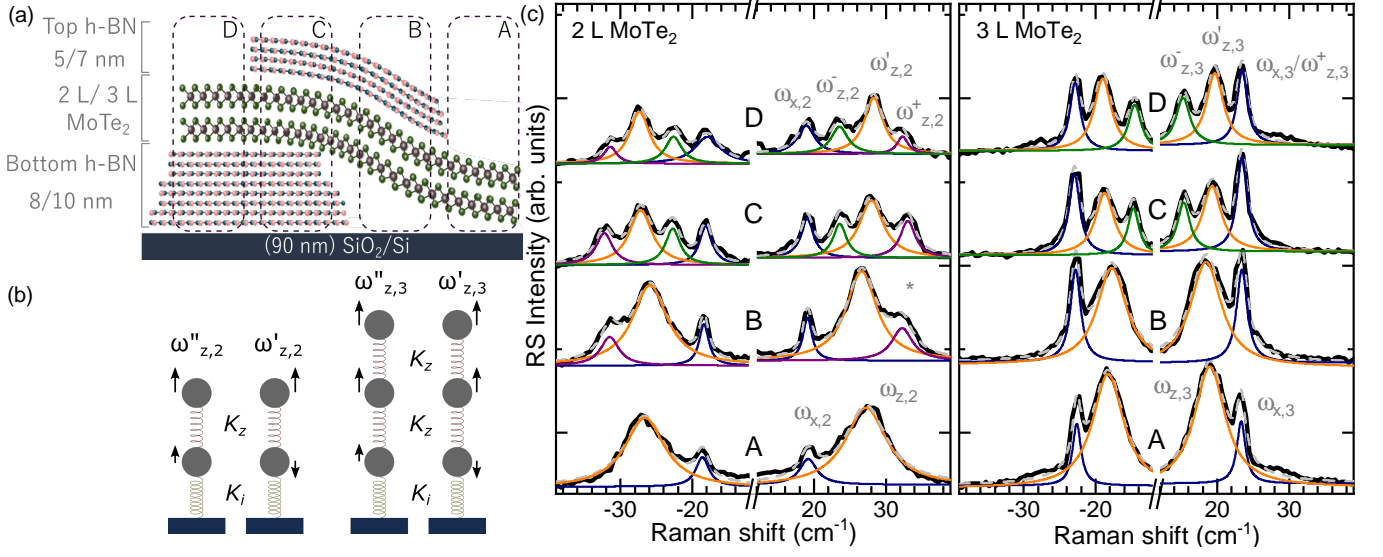 (a)
Top h-BN
5/7 nm
2 L/ 3 L
MoTe₂
Bottom h-BN
8/10 nm
D
C
B
A
(90 nm) SiO₂/Si
(b)
ω''z,2
ω'z,2
ω''z,3
ω'z,3
Kz
Ki
Kz
Kz
Ki
(c)
RS Intensity (arb. units)
2 L MoTe₂
ωx,2
ω⁻z,2
ω'z,2
ω⁺z,2
D
C
B
*
A
ωx,2
ωz,2
-30
-20
20
30
Raman shift (cm⁻¹)
3 L MoTe₂
ω⁻z,3
ω'z,3
ωx,3/ω⁺z,3
D
C
B
A
ωz,3
ωx,3
-30
-20
20
30
Raman shift (cm⁻¹)